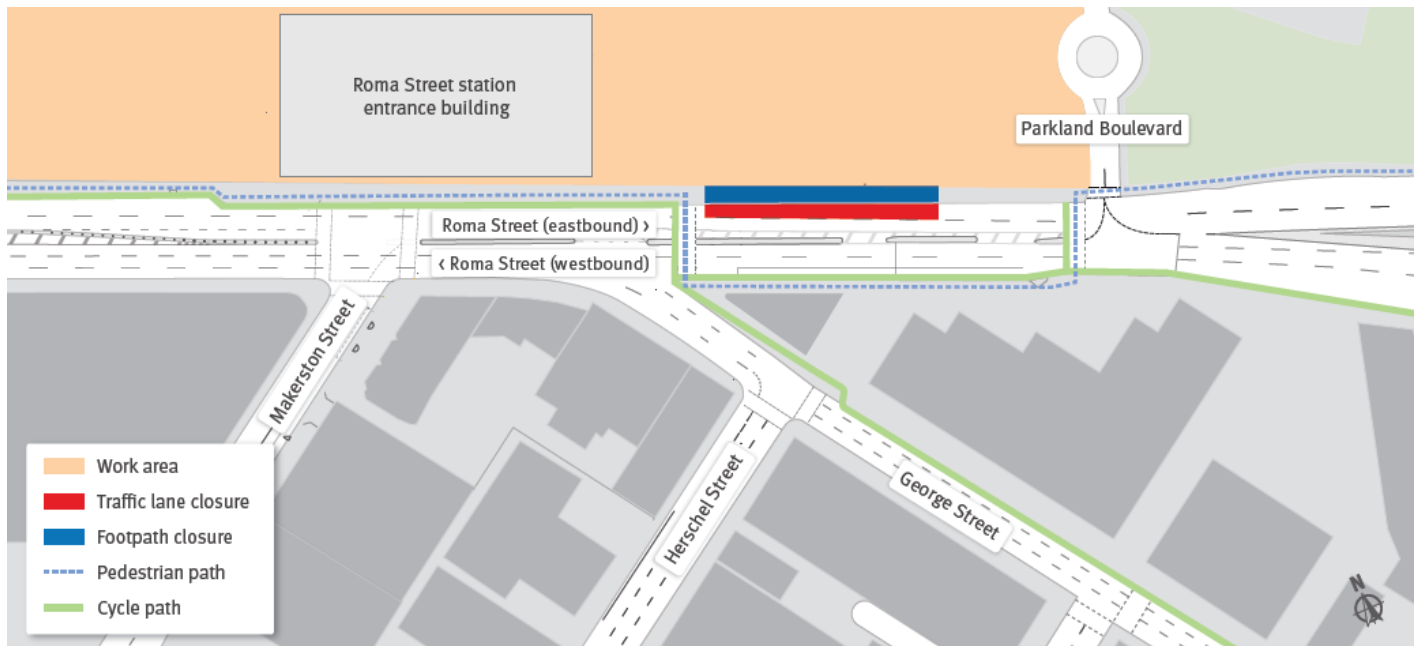 Roma Street station
entrance building
Parkland Boulevard
Roma Street (eastbound) ›
‹ Roma Street (westbound)
Makerston Street
Herschel Street
George Street
Work area
Traffic lane closure
Footpath closure
Pedestrian path
Cycle path
N